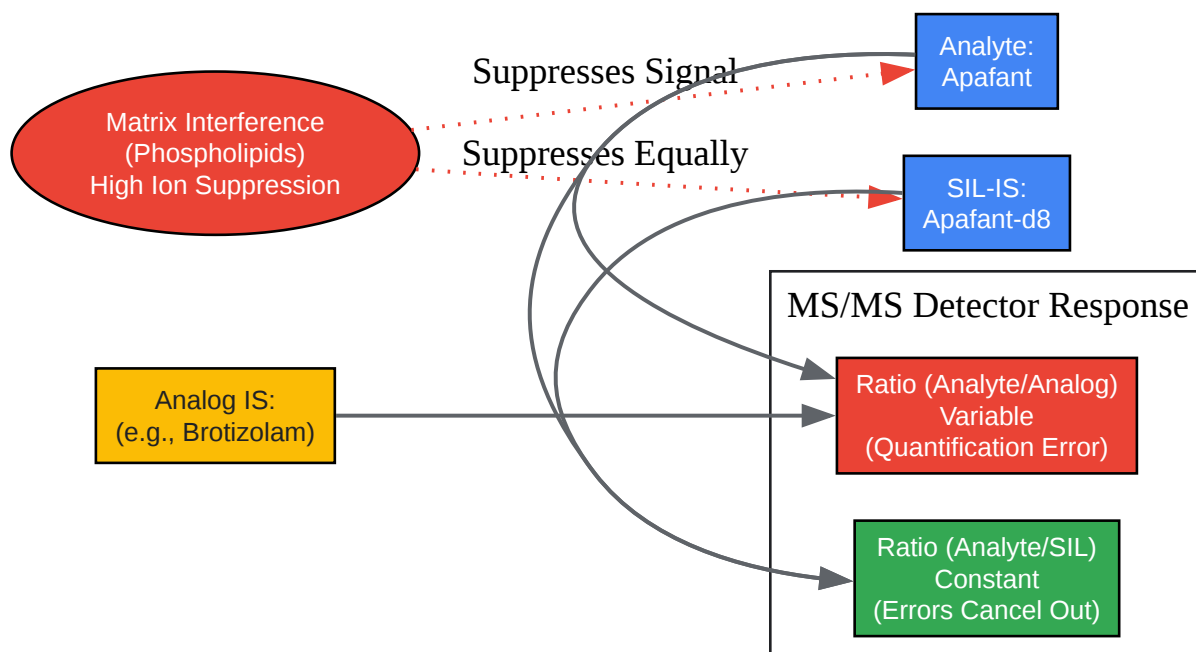 Analyte:
Apafant
Suppresses Signal
Matrix Interference
(Phospholipids)
High Ion Suppression
Suppresses Equally
SIL-IS:
Apafant-d8
MS/MS Detector Response
Analog IS:
(e.g., Brotizolam)
Ratio (Analyte/Analog)
Variable
(Quantification Error)
Ratio (Analyte/SIL)
Constant
(Errors Cancel Out)